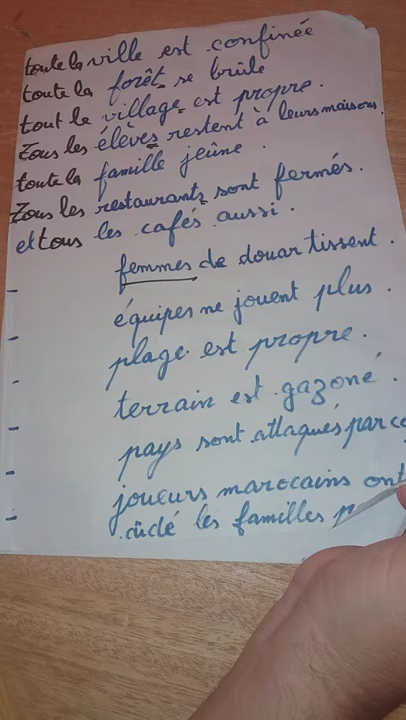 toute la ville est confinée
toute la forêt se brûle
tout le village est propre.
Tous les élèves restent à leurs maisons.
toute la famille jeûne.
Tous les restaurants sont fermés.
et tous les cafés aussi.
femmes de douar tissent.
équipes ne jouent plus.
plage est propre.
terrain est gazoné.
pays sont attaqués par ce
joueurs marocains ont
les familles